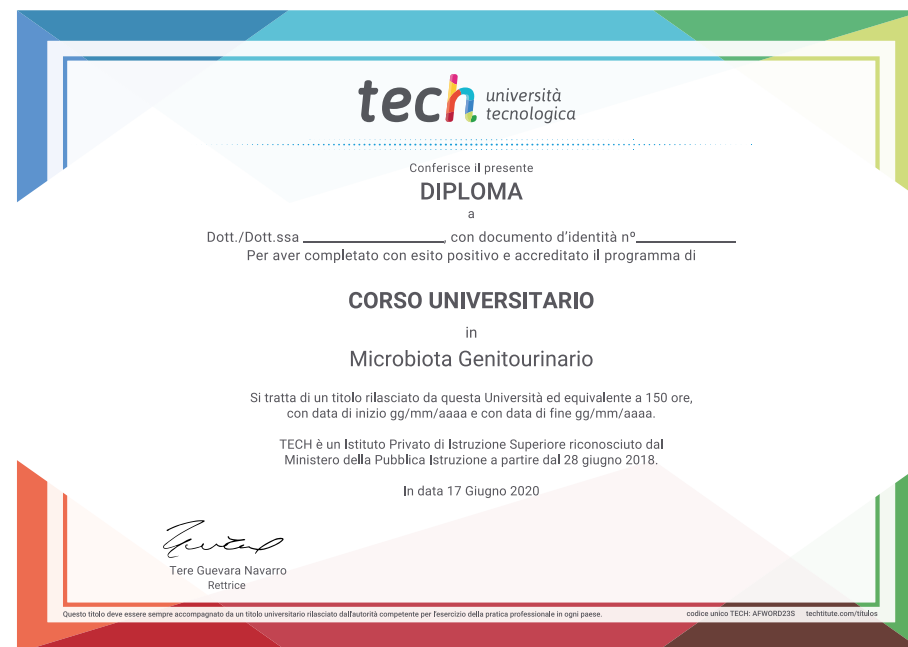 tech università
tecnologica
Conferisce il presente
DIPLOMA
a
Dott./Dott.ssa ____________________, con documento d'identità nº______________
Per aver completato con esito positivo e accreditato il programma di
CORSO UNIVERSITARIO
in
Microbiota Genitourinario
Si tratta di un titolo rilasciato da questa Università ed equivalente a 150 ore,
con data di inizio gg/mm/aaaa e con data di fine gg/mm/aaaa.
TECH è un Istituto Privato di Istruzione Superiore riconosciuto dal
Ministero della Pubblica Istruzione a partire dal 28 giugno 2018.
In data 17 Giugno 2020
Tere Guevara Navarro
Rettrice
Questo titolo deve essere sempre accompagnato da un titolo universitario rilasciato dall'autorità competente per l'esercizio della pratica professionale in ogni paese. codice unico TECH: AFWORD23S techtitute.com/titulos